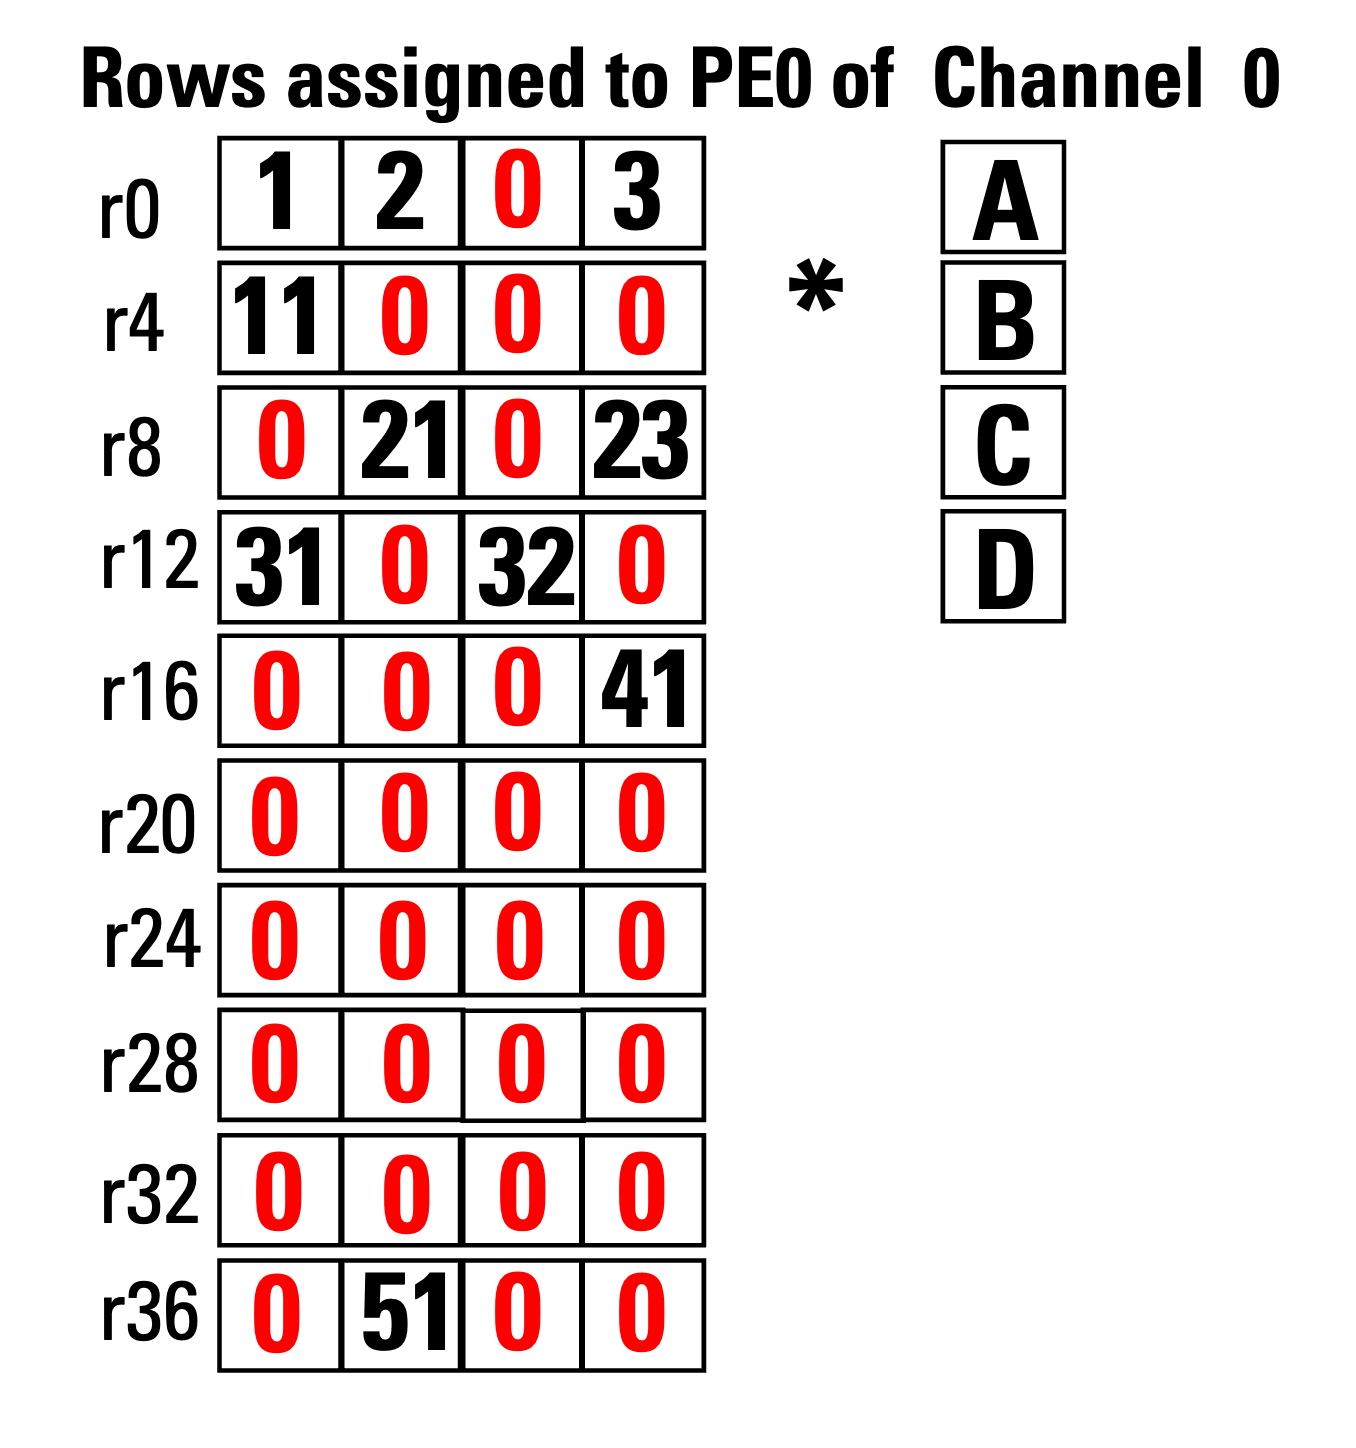 Rows assigned to PE0 of Channel 0
r0 1 2 0 3 A
*
r4 11 0 0 0 B
r8 0 21 0 23 C
r12 31 0 32 0 D
r16 0 0 0 41
r20 0 0 0 0
r24 0 0 0 0
r28 0 0 0 0
r32 0 0 0 0
r36 0 51 0 0